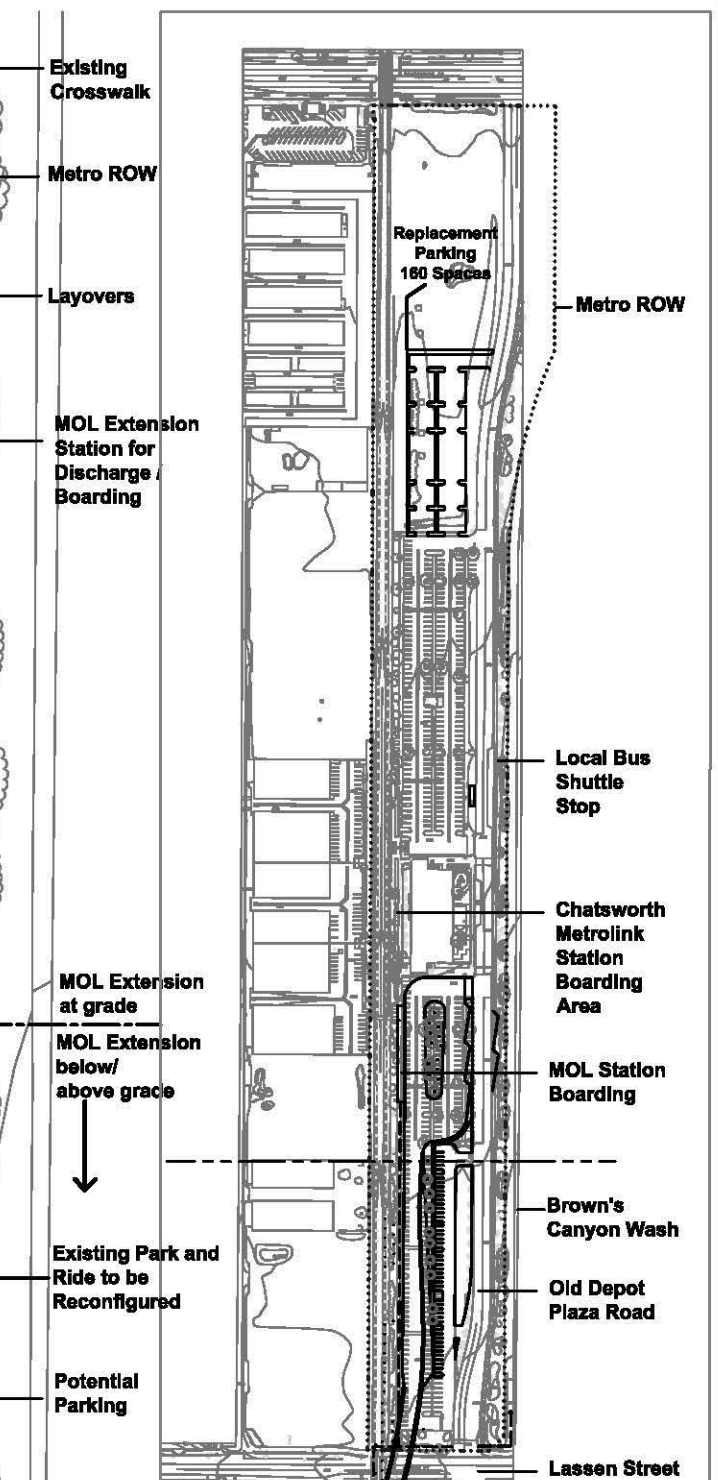 Existing
Crosswalk
Metro ROW
Layovers
MOL Extension
Station for
Discharge /
Boarding
MOL Extension
at grade
MOL Extension
below/
above grade
Existing Park and
Ride to be
Reconfigured
Potential
Parking
Replacement
Parking
160 Spaces
Metro ROW
Local Bus
Shuttle
Stop
Chatsworth
Metrolink
Station
Boarding
Area
MOL Station
Boarding
Brown's
Canyon Wash
Old Depot
Plaza Road
Lassen Street